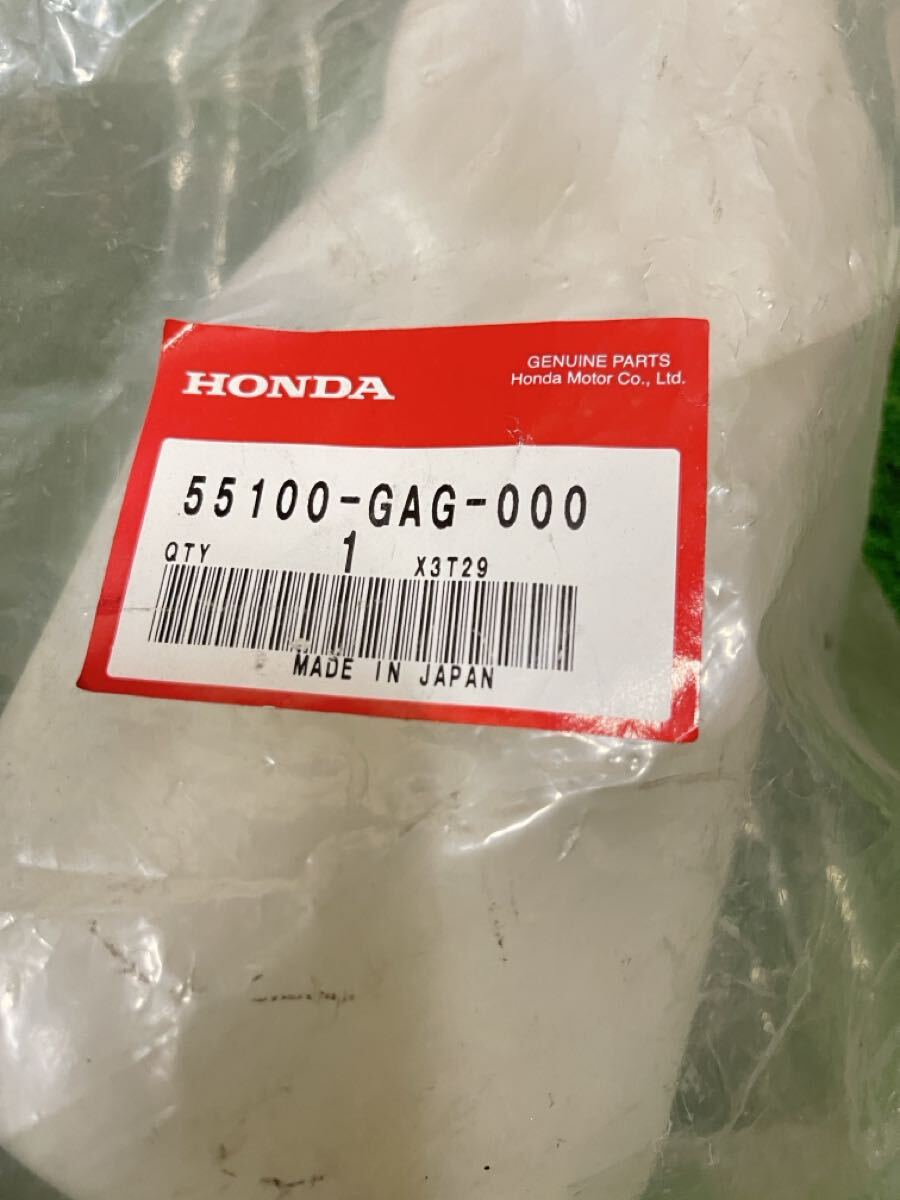 HONDA
GENUINE PARTS
Honda Motor Co., Ltd.
55100-GAG-000
QTY 1 X3T29
MADE IN JAPAN